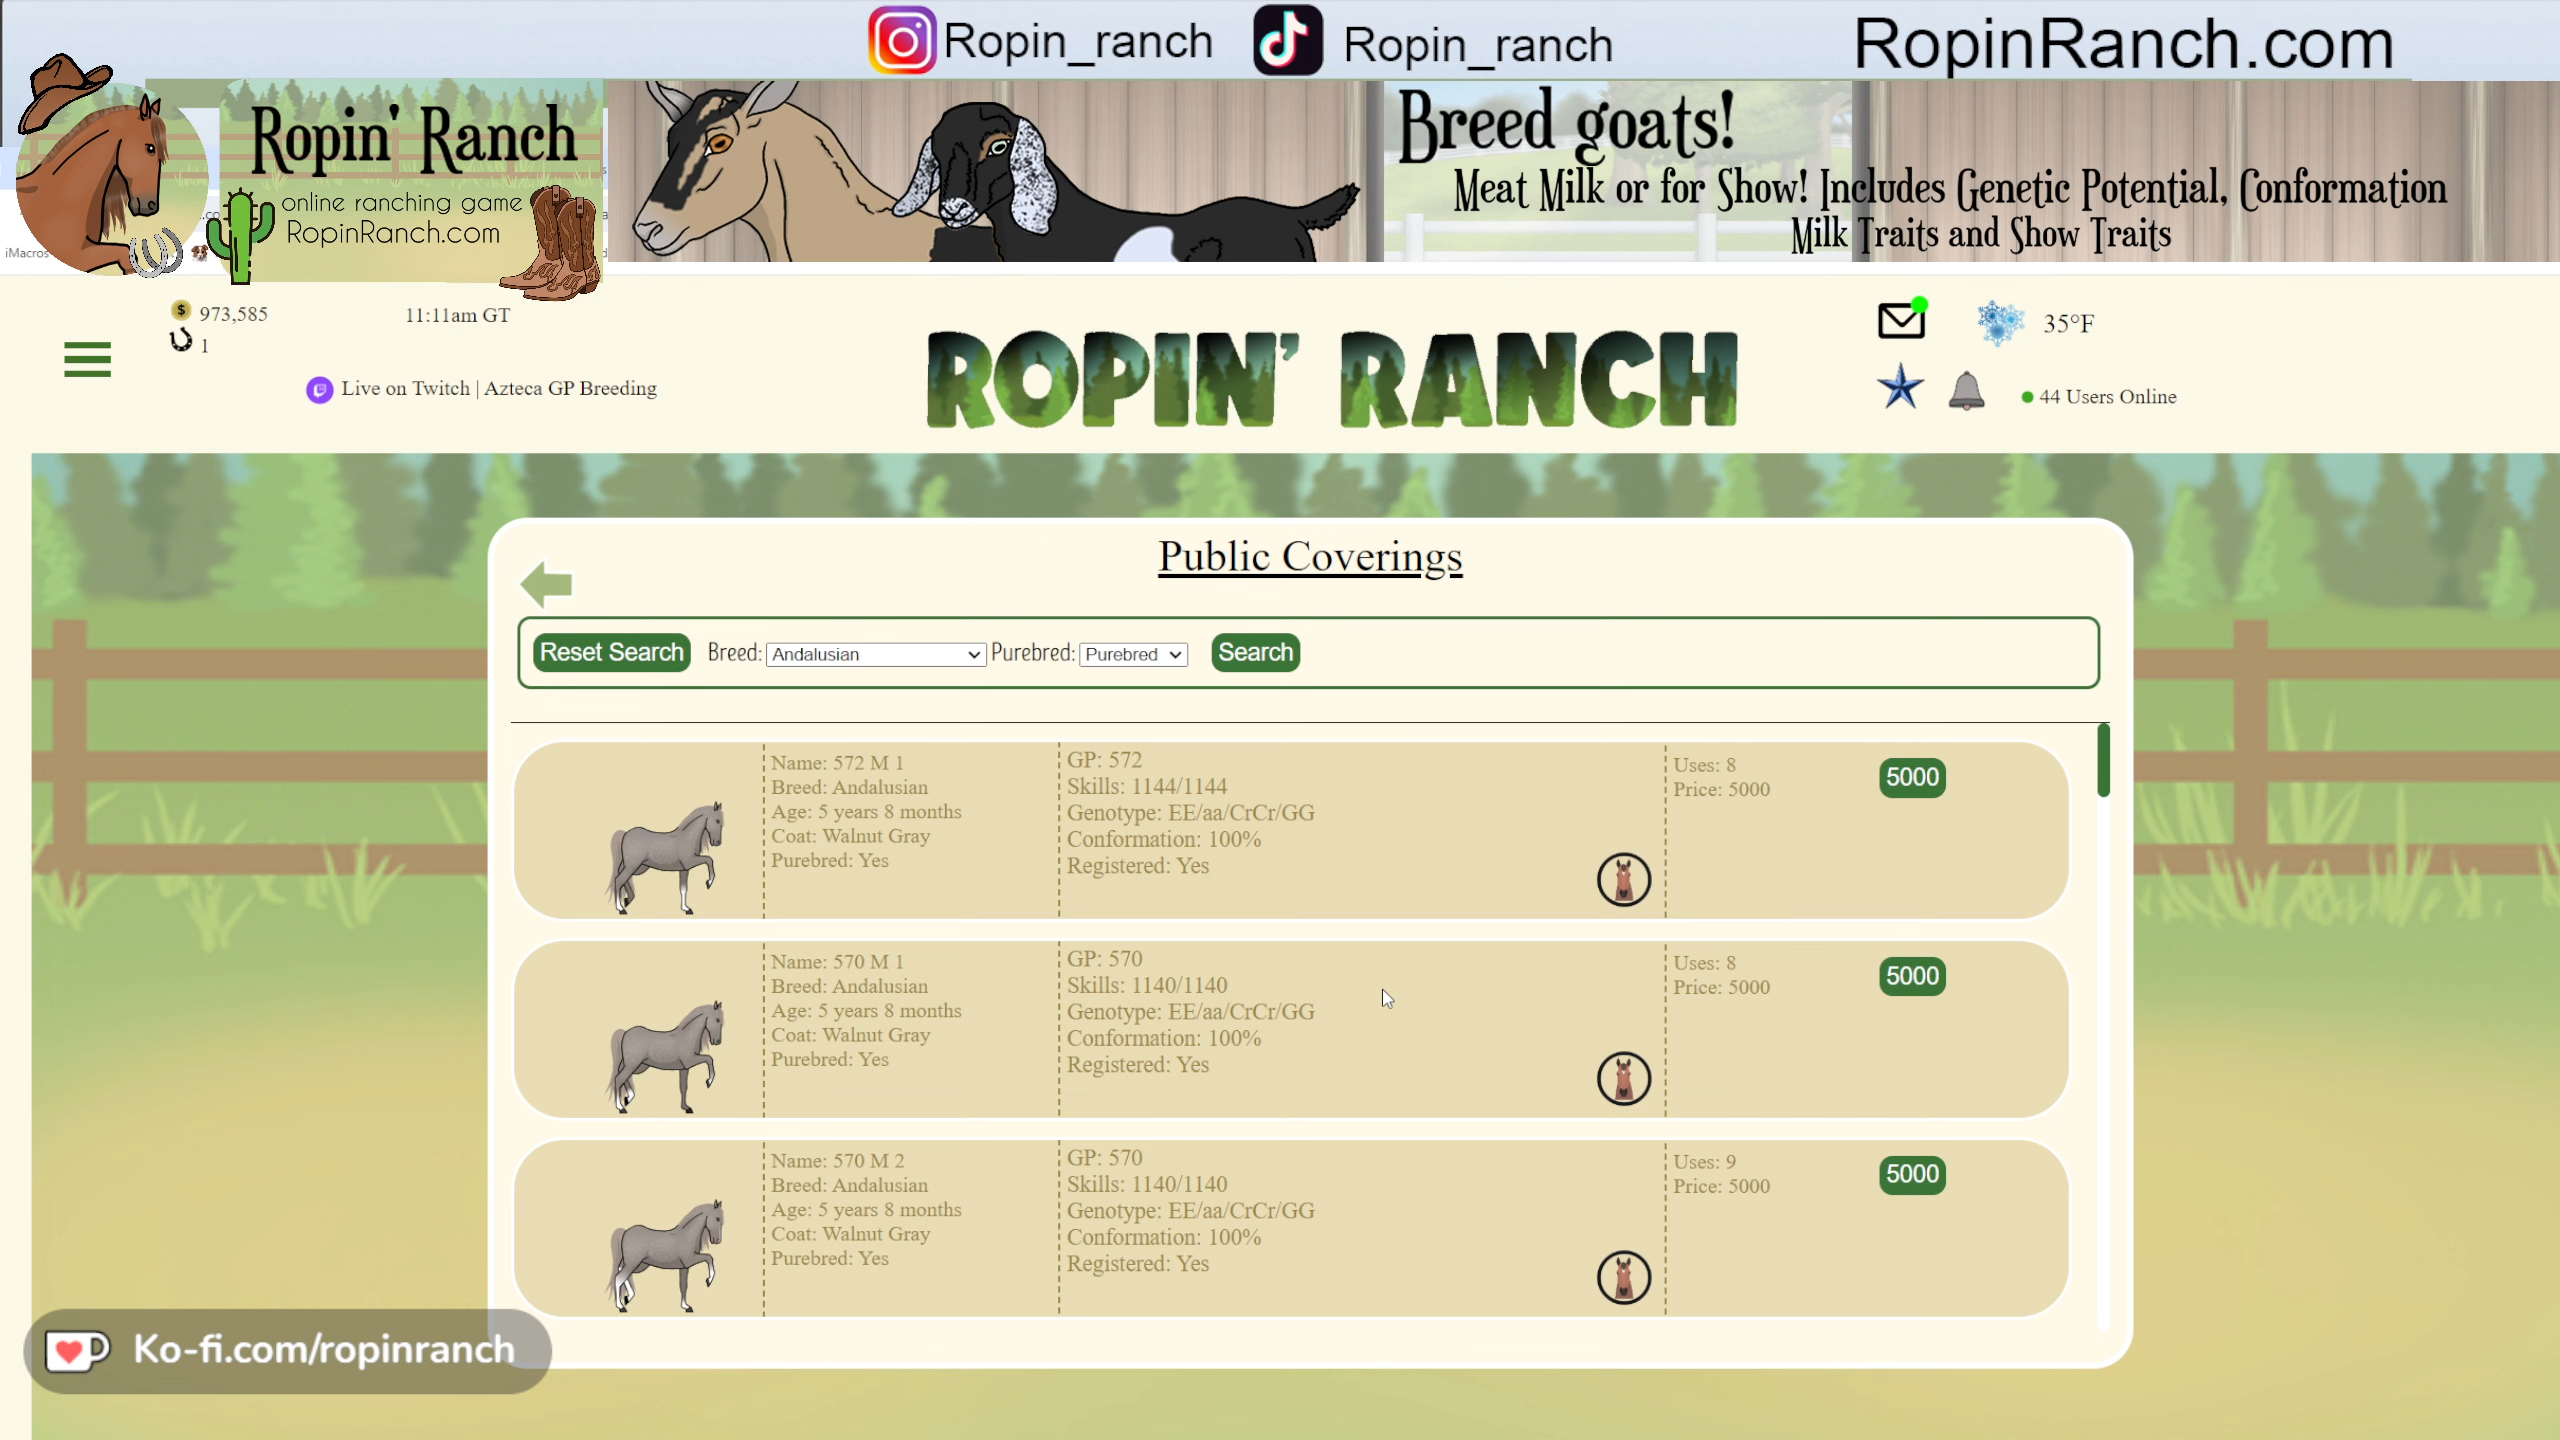 Ropin_ranch
Ropin_ranch
RopinRanch.com
Ropin' Ranch
online ranching game
RopinRanch.com
iMacros
Breed goats!
Meat Milk or for Show! Includes Genetic Potential, Conformation
Milk Traits and Show Traits
973,585
1
11:11am GT
Live on Twitch | Azteca GP Breeding
ROPIN' RANCH
35°F
44 Users Online
Public Coverings
Reset Search Breed: Andalusian Purebred: Purebred Search
Name: 572 M 1
Breed: Andalusian
Age: 5 years 8 months
Coat: Walnut Gray
Purebred: Yes
GP: 572
Skills: 1144/1144
Genotype: EE/aa/CrCr/GG
Conformation: 100%
Registered: Yes
Uses: 8
Price: 5000
5000
Name: 570 M 1
Breed: Andalusian
Age: 5 years 8 months
Coat: Walnut Gray
Purebred: Yes
GP: 570
Skills: 1140/1140
Genotype: EE/aa/CrCr/GG
Conformation: 100%
Registered: Yes
Uses: 8
Price: 5000
5000
Name: 570 M 2
Breed: Andalusian
Age: 5 years 8 months
Coat: Walnut Gray
Purebred: Yes
GP: 570
Skills: 1140/1140
Genotype: EE/aa/CrCr/GG
Conformation: 100%
Registered: Yes
Uses: 9
Price: 5000
5000
Ko-fi.com/ropinranch